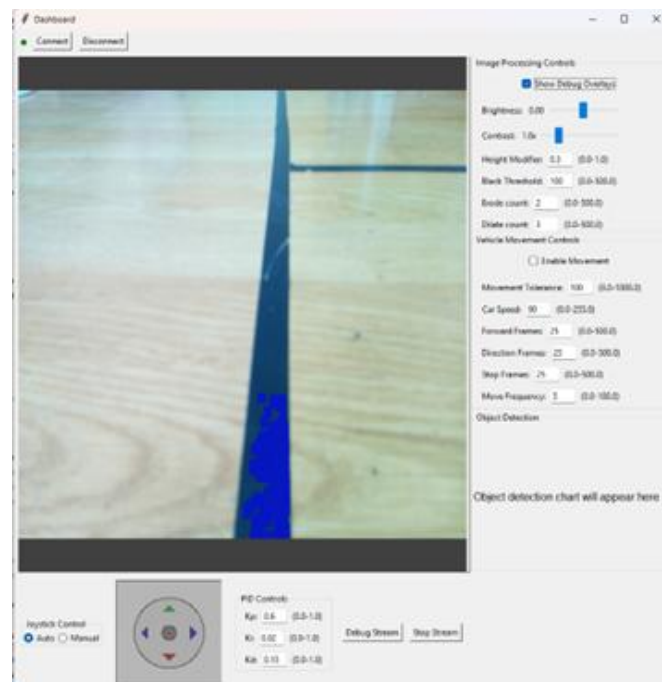 Dashboard
Connect Disconnect
Image Processing Controls
Show Debug Overlays
Brightness: 0.00
Contrast: 1.0x
Height Modifier: 0.3 (0.0-1.0)
Black Threshold: 100 (0.0-500.0)
Erode count: 2 (0.0-500.0)
Dilate count: 3 (0.0-500.0)
Vehicle Movement Controls
Enable Movement
Movement Tolerance: 100 (0.0-1000.0)
Car Speed: 90 (0.0-255.0)
Forward Frames: 25 (0.0-500.0)
Direction Frames: 25 (0.0-500.0)
Stop Frames: 25 (0.0-500.0)
Move Frequency: 3 (0.0-100.0)
Object Detection
Object detection chart will appear here
Joystick Control
Auto Manual
PID Controls
Kp: 0.6 (0.0-1.0)
Ki: 0.02 (0.0-1.0)
Kd: 0.15 (0.0-1.0)
Debug Stream Stop Stream